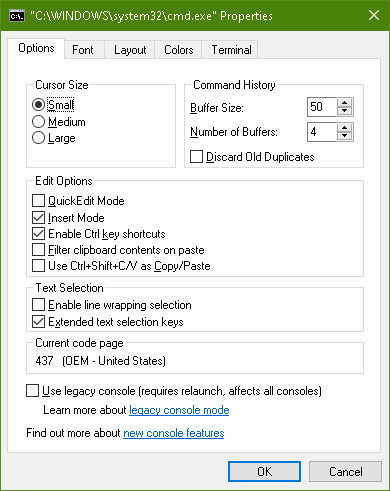 "C:\WINDOWS\system32\cmd.exe" Properties
Options Font Layout Colors Terminal
Cursor Size
Small
Medium
Large
Command History
Buffer Size: 50
Number of Buffers: 4
Discard Old Duplicates
Edit Options
QuickEdit Mode
Insert Mode
Enable Ctrl key shortcuts
Filter clipboard contents on paste
Use Ctrl+Shift+C/V as Copy/Paste
Text Selection
Enable line wrapping selection
Extended text selection keys
Current code page
437 (OEM - United States)
Use legacy console (requires relaunch, affects all consoles)
Learn more about legacy console mode
Find out more about new console features
OK Cancel